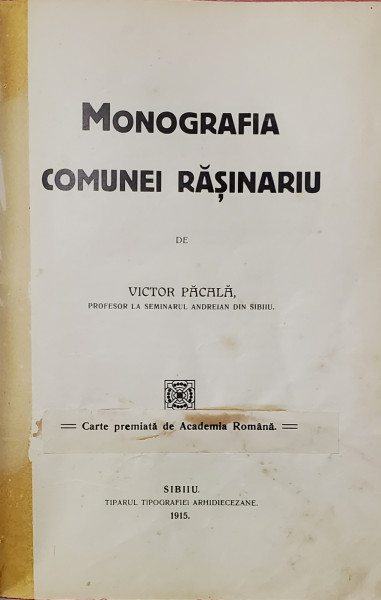 MONOGRAFIA
COMUNEI RĂȘINARIU
DE
VICTOR PĂCALĂ,
PROFESOR LA SEMINARUL ANDREIAN DIN SIBIIU.
Carte premiată de Academia Română.
SIBIIU.
TIPARUL TIPOGRAFIEI ARHIDIECEZANE.
1915.